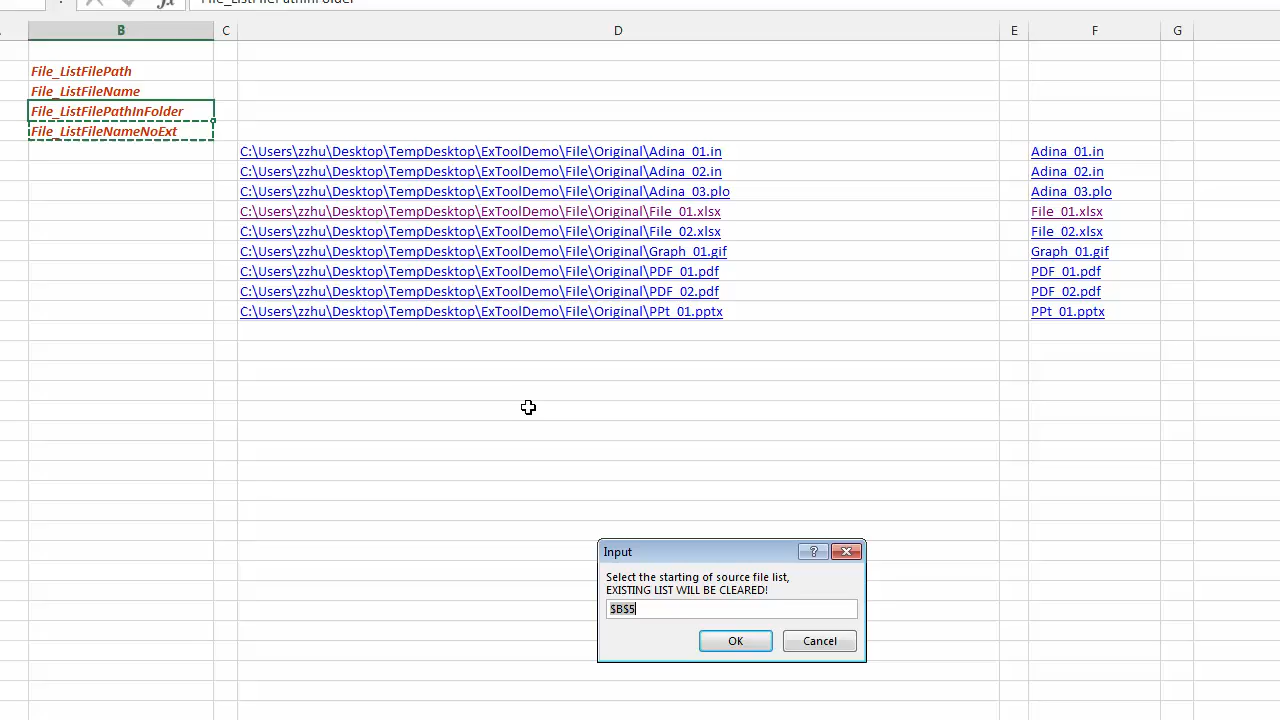 File_ListFilePathInFolder
B C D E F G
File_ListFilePath
File_ListFileName
File_ListFilePathInFolder
File_ListFileNameNoExt
C:\Users\zzhu\Desktop\TempDesktop\ExToolDemo\File\Original\Adina_01.in Adina_01.in
C:\Users\zzhu\Desktop\TempDesktop\ExToolDemo\File\Original\Adina_02.in Adina_02.in
C:\Users\zzhu\Desktop\TempDesktop\ExToolDemo\File\Original\Adina_03.plo Adina_03.plo
C:\Users\zzhu\Desktop\TempDesktop\ExToolDemo\File\Original\File_01.xlsx File_01.xlsx
C:\Users\zzhu\Desktop\TempDesktop\ExToolDemo\File\Original\File_02.xlsx File_02.xlsx
C:\Users\zzhu\Desktop\TempDesktop\ExToolDemo\File\Original\Graph_01.gif Graph_01.gif
C:\Users\zzhu\Desktop\TempDesktop\ExToolDemo\File\Original\PDF_01.pdf PDF_01.pdf
C:\Users\zzhu\Desktop\TempDesktop\ExToolDemo\File\Original\PDF_02.pdf PDF_02.pdf
C:\Users\zzhu\Desktop\TempDesktop\ExToolDemo\File\Original\PPt_01.pptx PPt_01.pptx
Input
Select the starting of source file list,
EXISTING LIST WILL BE CLEARED!
$B$5
OK Cancel